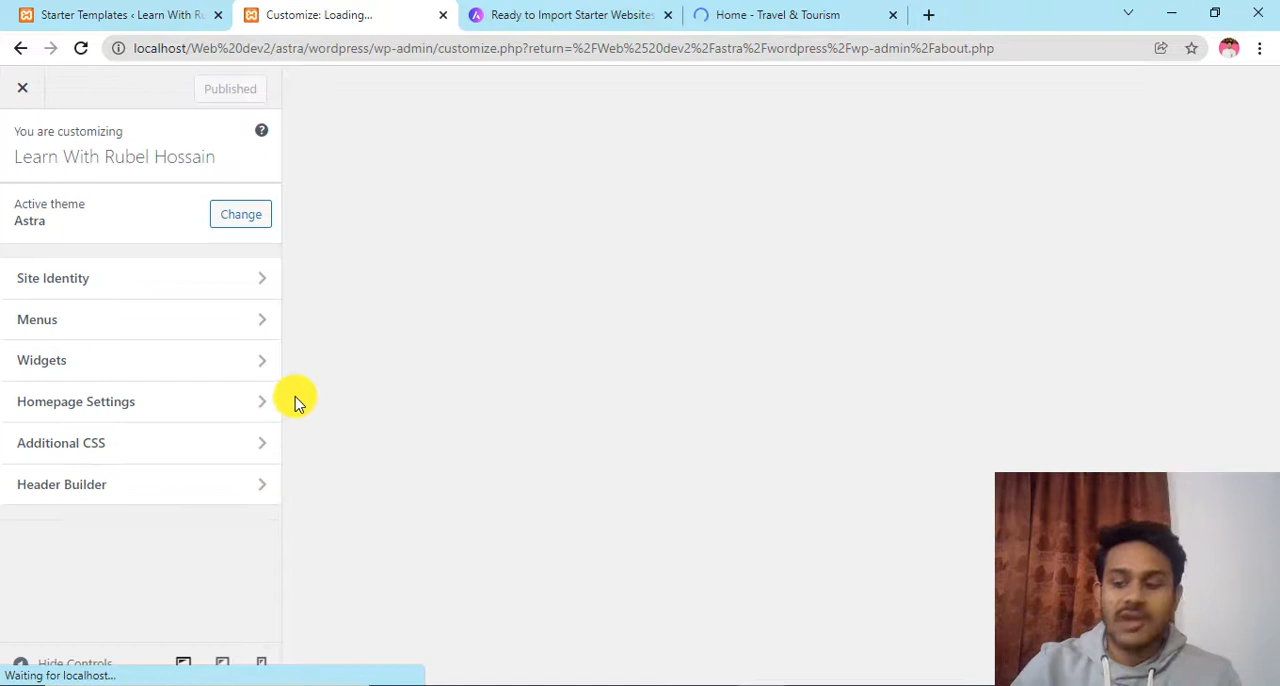 Starter Templates ‹ Learn With Ru
Customize: Loading...
Ready to Import Starter Websites
Home - Travel & Tourism
localhost/Web%20dev2/astra/wordpress/wp-admin/customize.php?return=%2FWeb%2520dev2%2Fastra%2Fwordpress%2Fwp-admin%2Fabout.php
Published
You are customizing
Learn With Rubel Hossain
Active theme
Astra
Change
Site Identity
Menus
Widgets
Homepage Settings
Additional CSS
Header Builder
Hide Controls
Waiting for localhost...